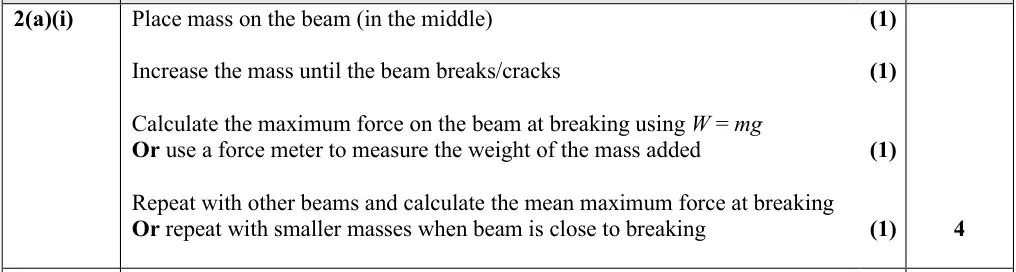 2(a)(i) Place mass on the beam (in the middle) (1)
Increase the mass until the beam breaks/cracks (1)
Calculate the maximum force on the beam at breaking using W = mg
Or use a force meter to measure the weight of the mass added (1)
Repeat with other beams and calculate the mean maximum force at breaking
Or repeat with smaller masses when beam is close to breaking (1) 4